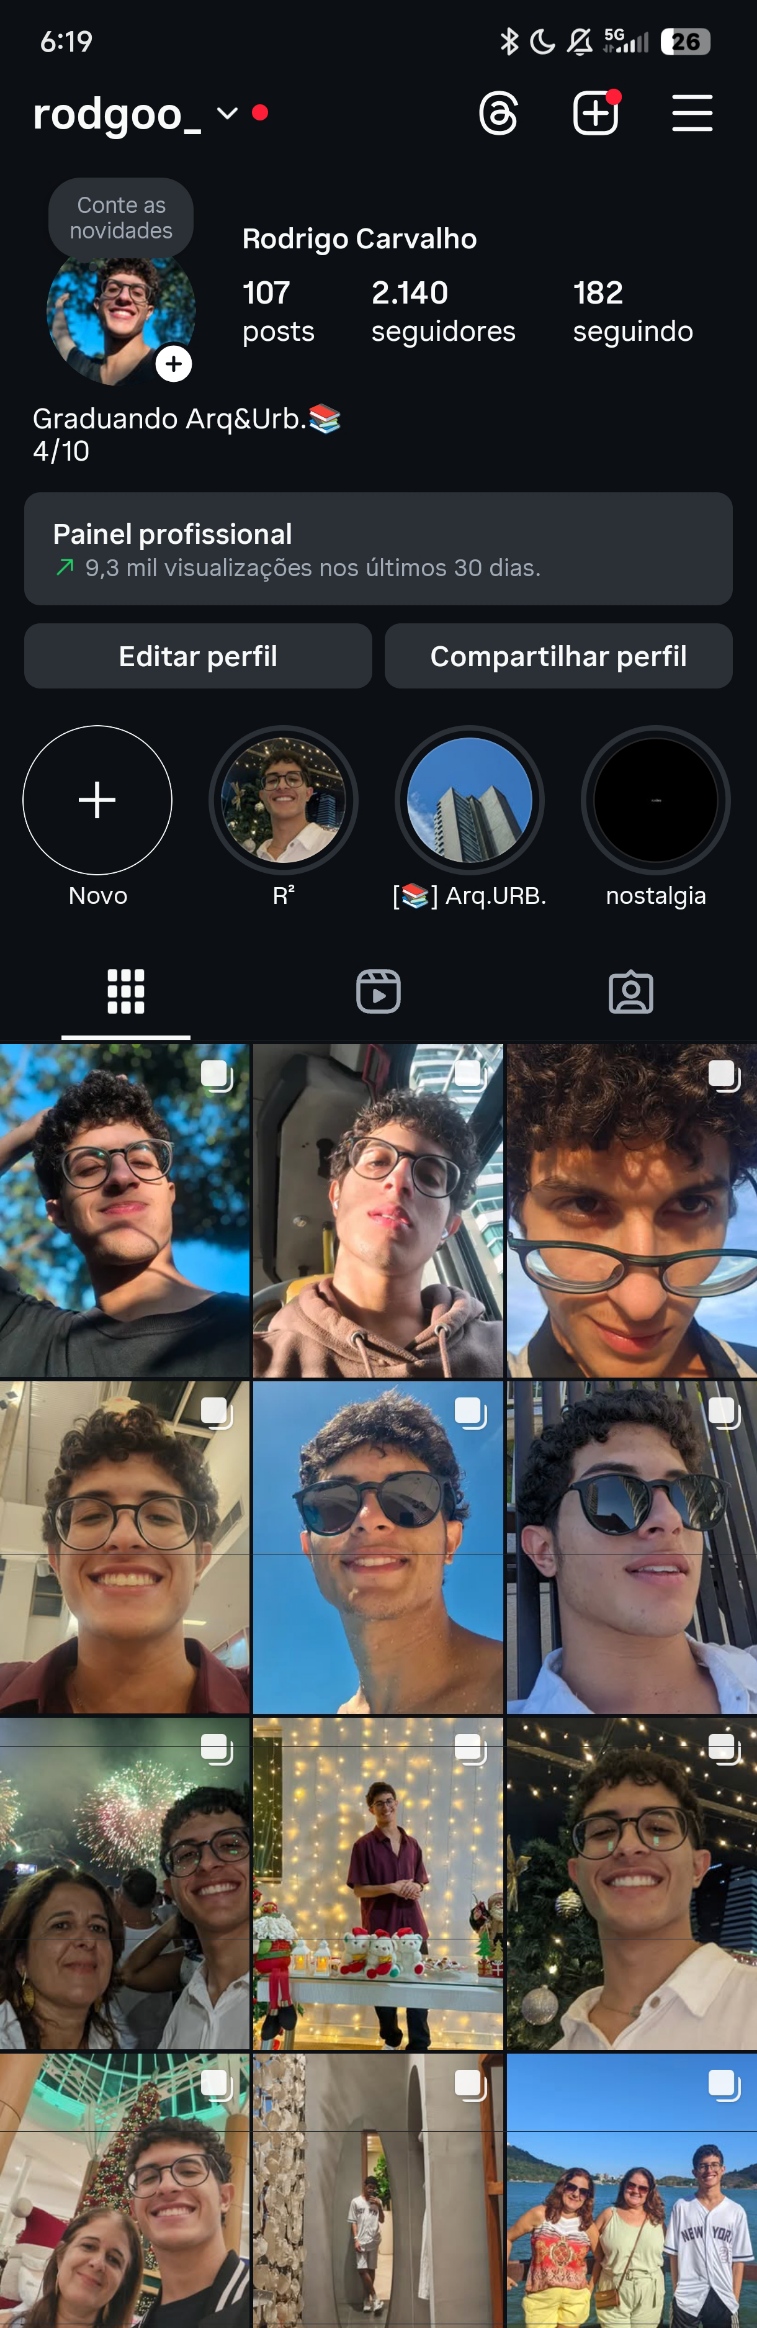 6:19
5G
26
rodgoo_
Conte as
novidades
Rodrigo Carvalho
107
2.140
182
posts
seguidores
seguindo
Graduando Arq&Urb.📚
4/10
Painel profissional
9,3 mil visualizações nos últimos 30 dias.
Editar perfil
Compartilhar perfil
Novo
R²
[📚] Arq.URB.
nostalgia
NEW YORK